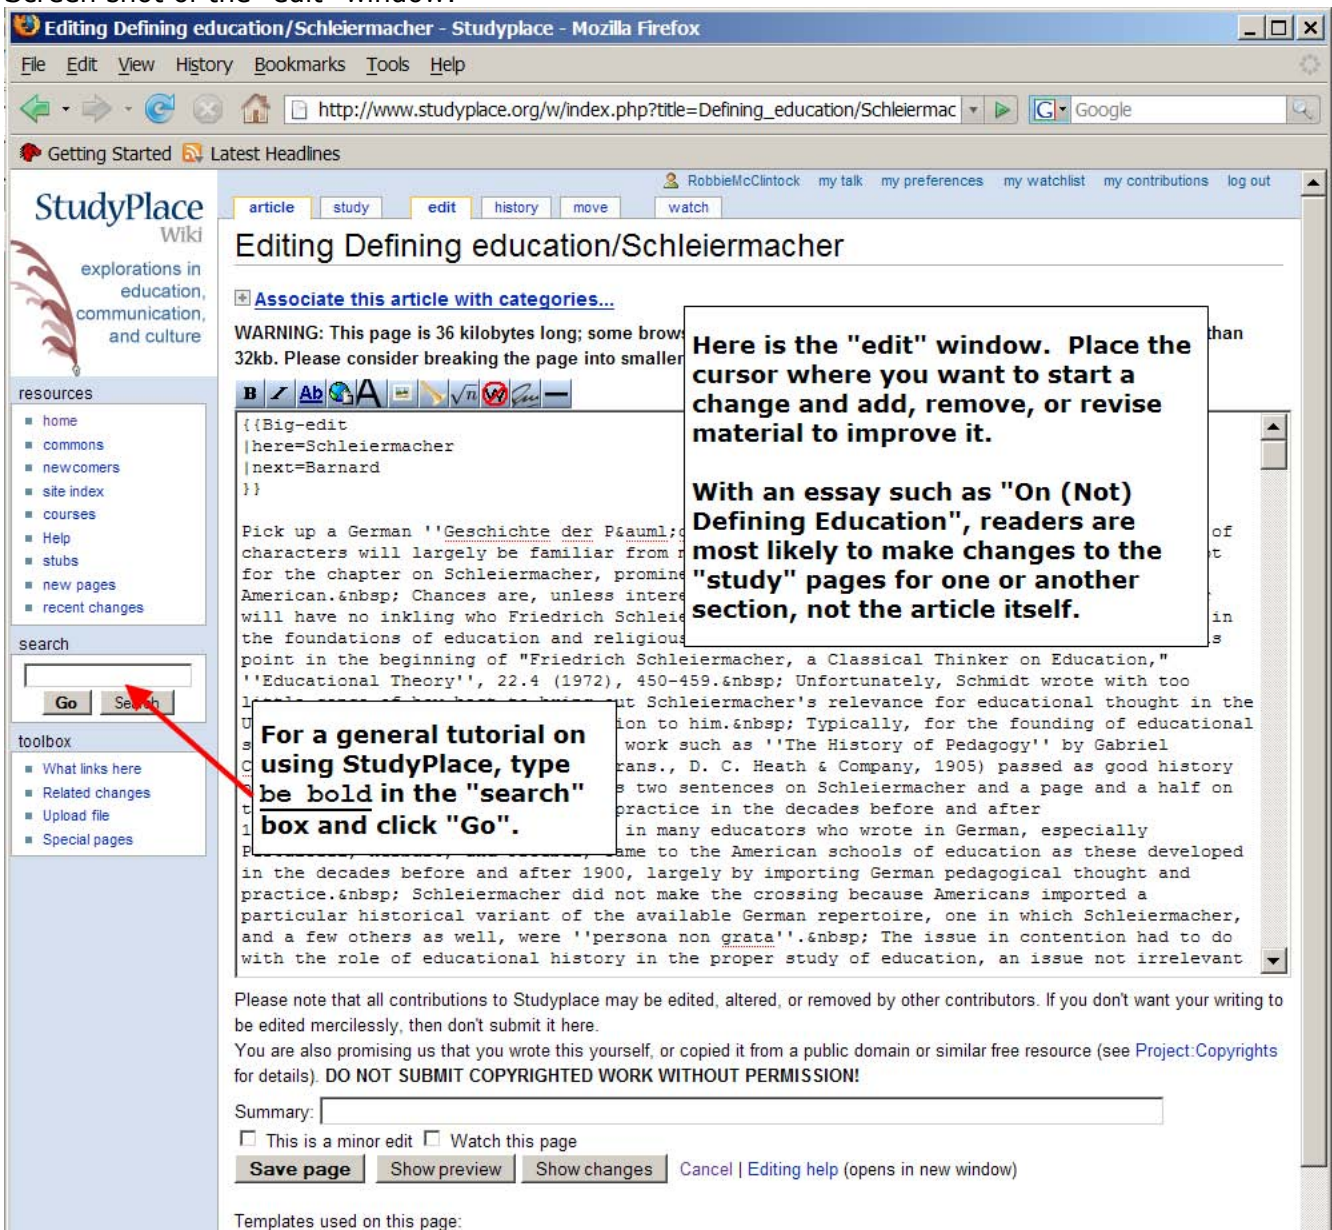 Editing Defining education/Schleiermacher - Studyplace - Mozilla Firefox
File Edit View History Bookmarks Tools Help
http://www.studyplace.org/w/index.php?title=Defining_education/Schleiermac Google
Getting Started Latest Headlines
RobbieMcClintock my talk my preferences my watchlist my contributions log out
StudyPlace
Wiki
explorations in
education,
communication,
and culture
article study edit history move watch
Editing Defining education/Schleiermacher
Associate this article with categories...
WARNING: This page is 36 kilobytes long; some than
32kb. Please consider breaking the page into smaller
Here is the "edit" window. Place the
cursor where you want to start a
change and add, remove, or revise
material to improve it.
With an essay such as "On (Not)
Defining Education", readers are
most likely to make changes to the
"study" pages for one or another
section, not the article itself.
resources
home
commons
newcomers
site index
courses
Help
stubs
new pages
recent changes
search
Go Search
toolbox
What links here
Related changes
Upload file
Special pages
{{Big-edit
|here=Schleiermacher
|next=Barnard
}}
Pick up a German ''Geschichte der of
characters will largely be familiar from
for the chapter on Schleiermacher,
American.&nbsp; Chances are, unless
will have no inkling who Friedrich in
the foundations of education and
point in the beginning of "Friedrich Schleiermacher, a Classical Thinker on Education,"
''Educational Theory'', 22.4 (1972), 450-459.&nbsp; Unfortunately, Schmidt wrote with too
Schleiermacher's relevance for educational thought in the
to him.&nbsp; Typically, for the founding of educational
work such as ''The History of Pedagogy'' by Gabriel
D. C. Heath & Company, 1905) passed as good history
two sentences on Schleiermacher and a page and a half on
practice in the decades before and after
in many educators who wrote in German, especially
to the American schools of education as these developed
in the decades before and after 1900, largely by importing German pedagogical thought and
practice.&nbsp; Schleiermacher did not make the crossing because Americans imported a
particular historical variant of the available German repertoire, one in which Schleiermacher,
and a few others as well, were ''persona non grata''.&nbsp; The issue in contention had to do
with the role of educational history in the proper study of education, an issue not irrelevant
For a general tutorial on
using StudyPlace, type
be bold in the "search"
box and click "Go".
Please note that all contributions to Studyplace may be edited, altered, or removed by other contributors. If you don't want your writing to
be edited mercilessly, then don't submit it here.
You are also promising us that you wrote this yourself, or copied it from a public domain or similar free resource (see Project:Copyrights
for details). DO NOT SUBMIT COPYRIGHTED WORK WITHOUT PERMISSION!
Summary:
This is a minor edit Watch this page
Save page Show preview Show changes Cancel | Editing help (opens in new window)
Templates used on this page: